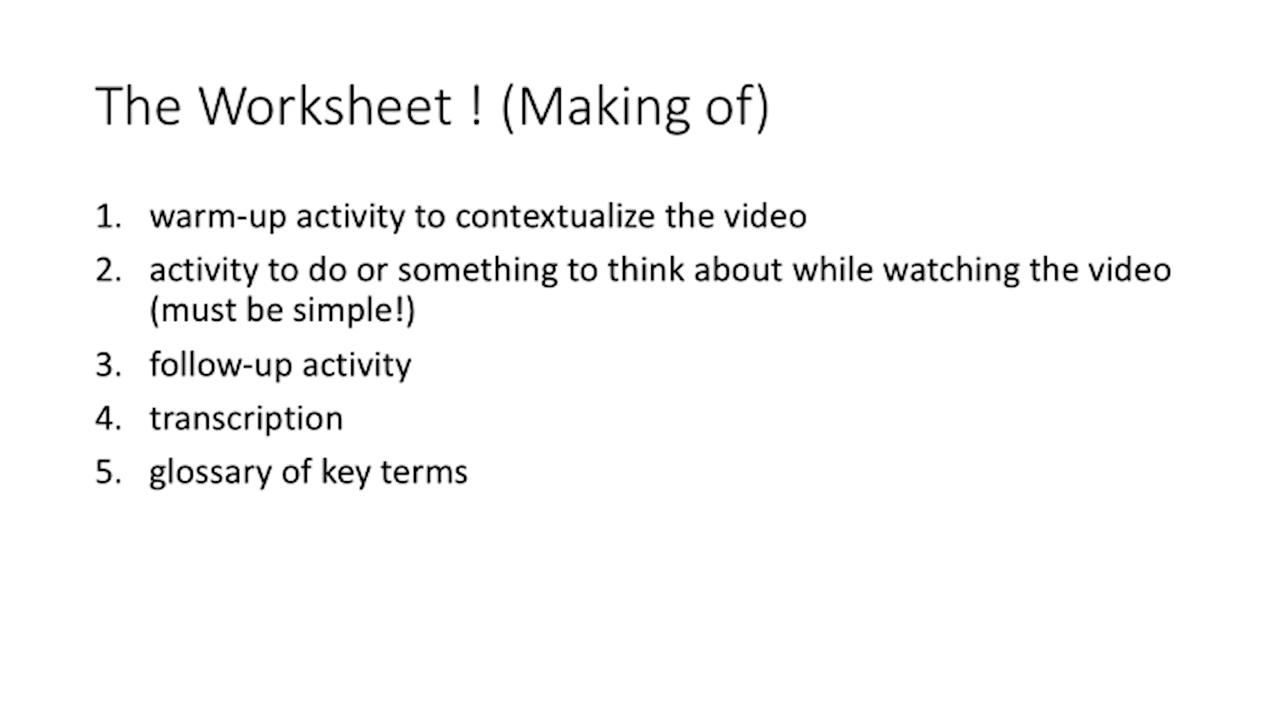 The Worksheet ! (Making of)
1. warm-up activity to contextualize the video
2. activity to do or something to think about while watching the video
(must be simple!)
3. follow-up activity
4. transcription
5. glossary of key terms